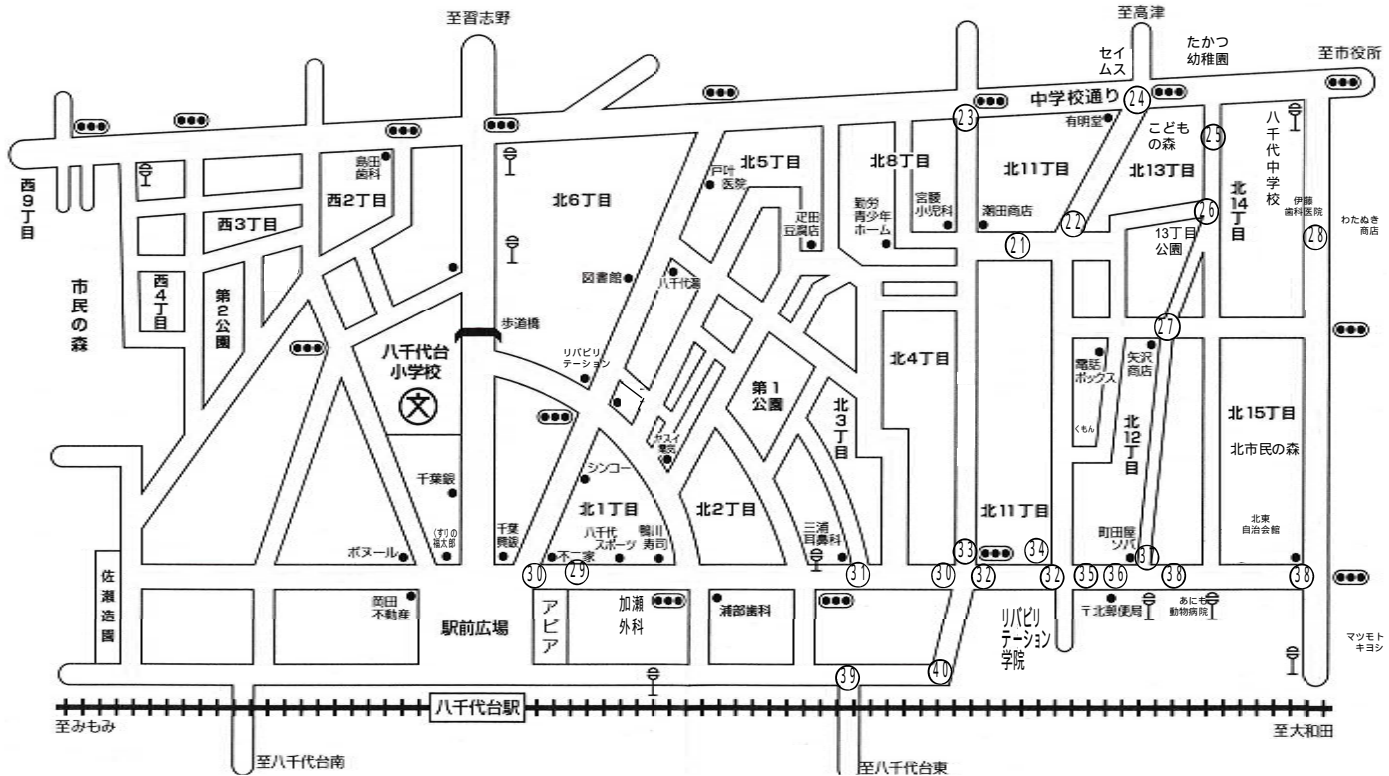 至習志野
至高津
セイ
ムス
たかつ
幼稚園
至市役所
中学校通り
24
23
有明堂
こども
の森
25
八千代中学校
島田
歯科
西2丁目
西3丁目
西9丁目
市民の森
西4丁目
第2公園
北6丁目
戸叶
医院
北5丁目
疋田
豆腐店
北8丁目
勤労
青少年
ホーム
宮陵
小児科
北11丁目
潮田商店
21
22
北13丁目
26
13丁目
公園
北14丁目
伊藤
歯科医院
28
わたぬき
商店
図書館
八千代湯
歩道橋
八千代台
小学校
文
リパビリ
テーション
第1
公園
北3丁目
北4丁目
27
電話
ボックス
矢沢
商店
くもん
北12丁目
北15丁目
北市民の森
北東
自治会館
千葉銀
くすりの
福太郎
ボヌール
シンコー
ヤスイ
電気
北1丁目
北2丁目
千葉
興銀
不二家
八千代
スポーツ
鴨川
寿司
三浦
耳鼻科
北11丁目
町田屋
ソバ
30
29
31
30
33
32
34
32
35
36
37
38
38
佐瀬造園
岡田
不動産
駅前広場
アピア
加瀬
外科
浦部歯科
リパビリ
テーション
学院
〒北郵便局
あにも
動物病院
マツモト
キヨシ
39
40
八千代台駅
至みもみ
至大和田
至八千代台南
至八千代台東